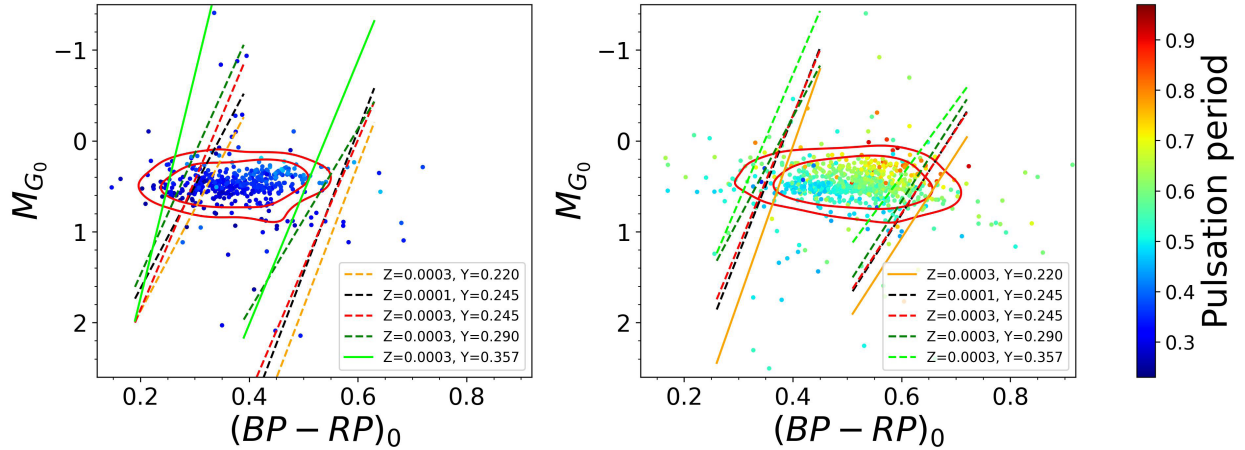 −1
0
1
2
M_{G_0}
0.2
0.4
0.6
0.8
(BP − RP)_0
Z=0.0003, Y=0.220
Z=0.0001, Y=0.245
Z=0.0003, Y=0.245
Z=0.0003, Y=0.290
Z=0.0003, Y=0.357
−1
0
1
2
M_{G_0}
0.2
0.4
0.6
0.8
(BP − RP)_0
Z=0.0003, Y=0.220
Z=0.0001, Y=0.245
Z=0.0003, Y=0.245
Z=0.0003, Y=0.290
Z=0.0003, Y=0.357
0.9
0.8
0.7
0.6
0.5
0.4
0.3
Pulsation period